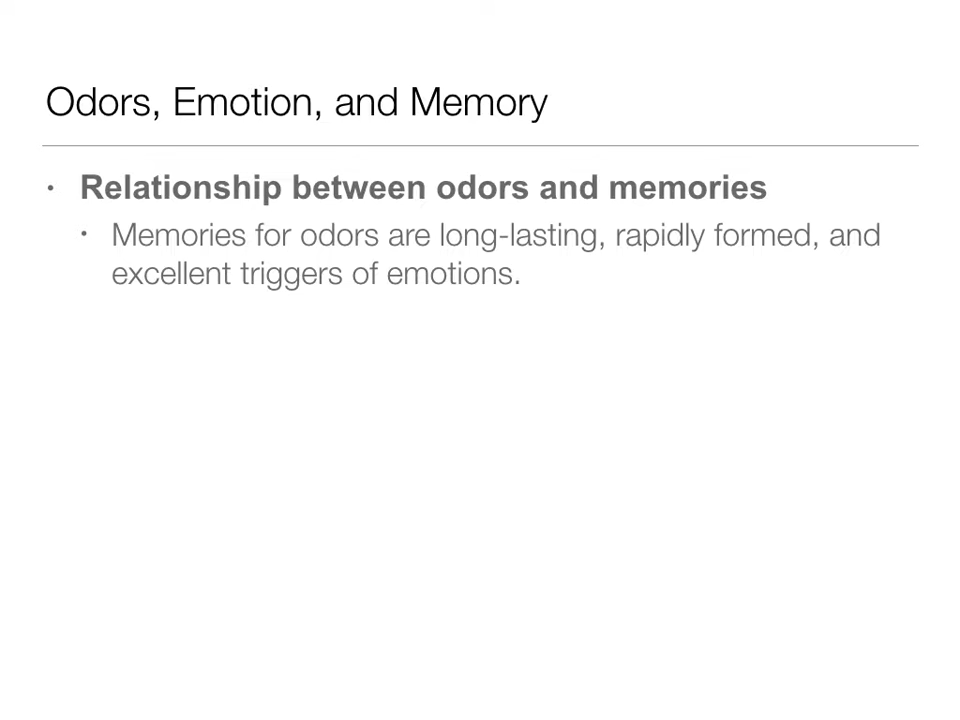 Odors, Emotion, and Memory
• Relationship between odors and memories
• Memories for odors are long-lasting, rapidly formed, and
excellent triggers of emotions.